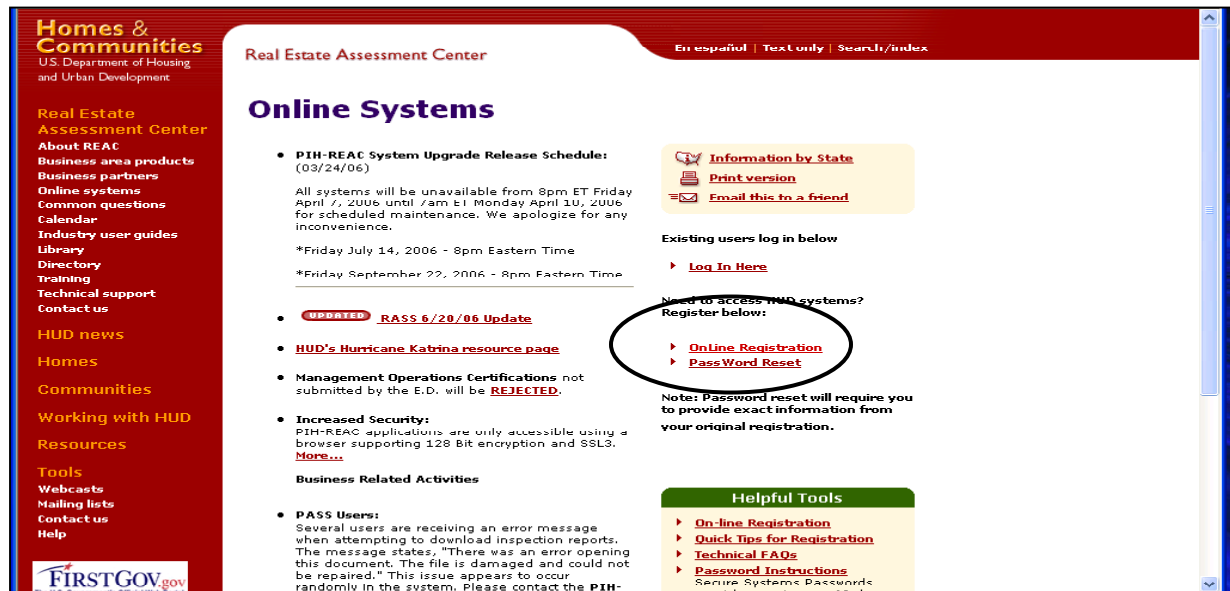 Homes &
Communities
U.S. Department of Housing
and Urban Development
Real Estate Assessment Center
En español | Text only | Search/index
Real Estate
Assessment Center
About REAC
Business area products
Business partners
Online systems
Common questions
Calendar
Industry user guides
Library
Directory
Training
Technical support
Contact us
HUD news
Homes
Communities
Working with HUD
Resources
Tools
Webcasts
Mailing lists
Contact us
Help
FIRSTGOV.gov
Online Systems
PIH-REAC System Upgrade Release Schedule:
(03/24/06)
All systems will be unavailable from 8pm ET Friday
April 7, 2006 until 7am ET Monday April 10, 2006
for scheduled maintenance. We apologize for any
inconvenience.
*Friday July 14, 2006 - 8pm Eastern Time
*Friday September 22, 2006 - 8pm Eastern Time
UPDATED RASS 6/20/06 Update
HUD's Hurricane Katrina resource page
Management Operations Certifications not
submitted by the E.D. will be REJECTED.
Increased Security:
PIH-REAC applications are only accessible using a
browser supporting 128 Bit encryption and SSL3.
More...
Business Related Activities
PASS Users:
Several users are receiving an error message
when attempting to download inspection reports.
The message states, "There was an error opening
this document. The file is damaged and could not
be repaired." This issue appears to occur
randomly in the system. Please contact the PIH-
Information by State
Print version
Email this to a friend
Existing users log in below
Log In Here
Need to access HUD systems?
Register below:
OnLine Registration
PassWord Reset
Note: Password reset will require you
to provide exact information from
your original registration.
Helpful Tools
On-line Registration
Quick Tips for Registration
Technical FAQs
Password Instructions
Secure Systems Passwords